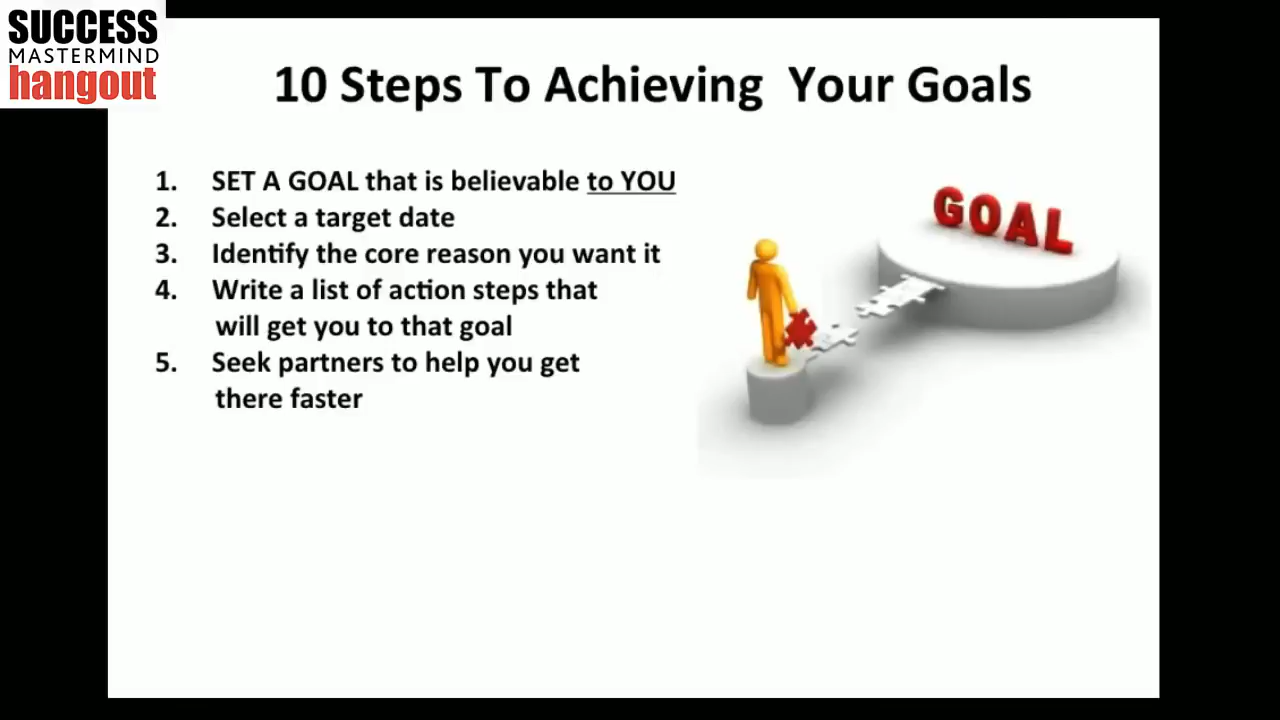 SUCCESS
MASTERMIND
hangout
10 Steps To Achieving Your Goals
1. SET A GOAL that is believable to YOU
2. Select a target date
3. Identify the core reason you want it
4. Write a list of action steps that
will get you to that goal
5. Seek partners to help you get
there faster
GOAL